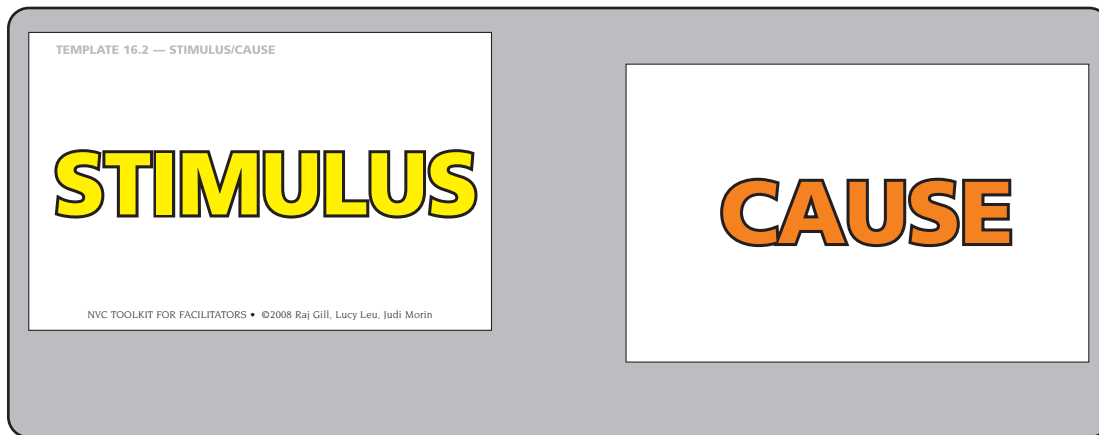 TEMPLATE 16.2 — STIMULUS/CAUSE
STIMULUS
NVC TOOLKIT FOR FACILITATORS • ©2008 Raj Gill, Lucy Leu, Judi Morin
CAUSE